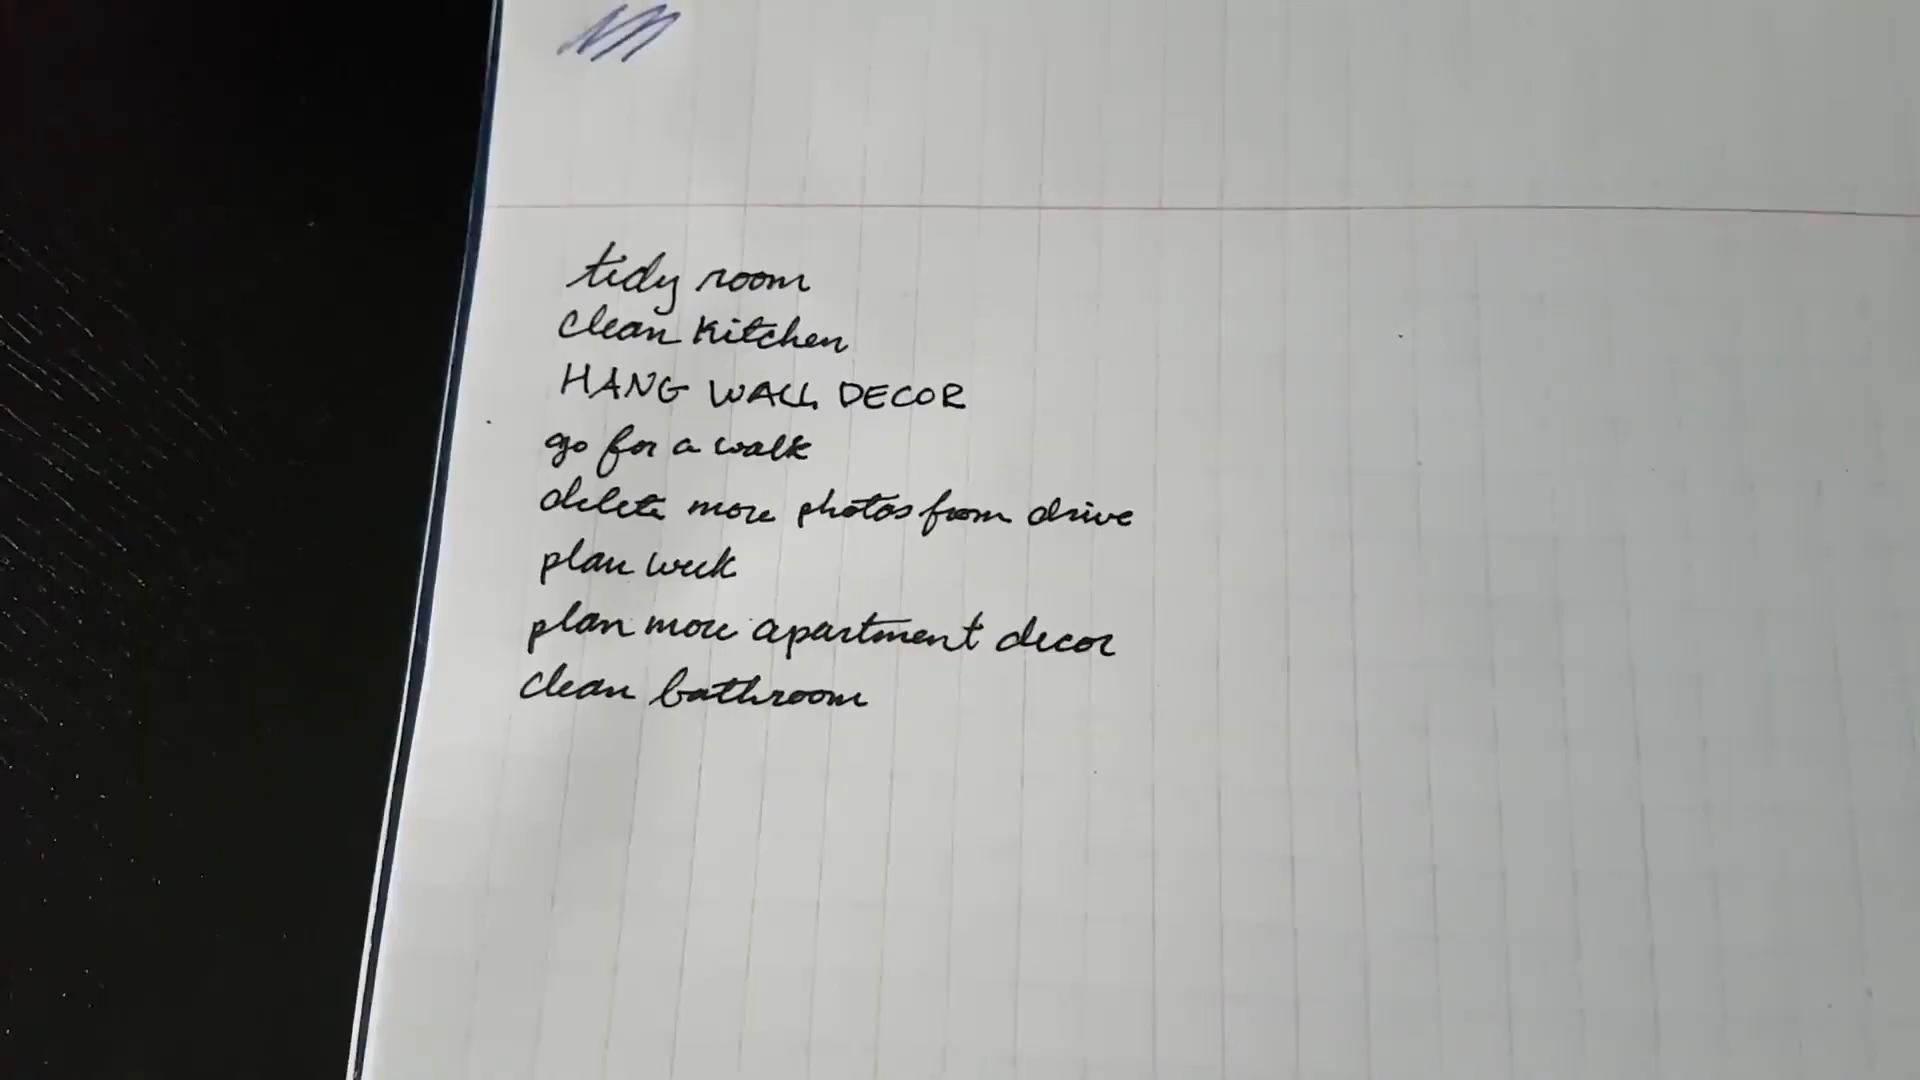 tidy room
clean kitchen
HANG WALL DECOR
go for a walk
delete more photos from drive
plan week
plan more apartment decor
clean bathroom